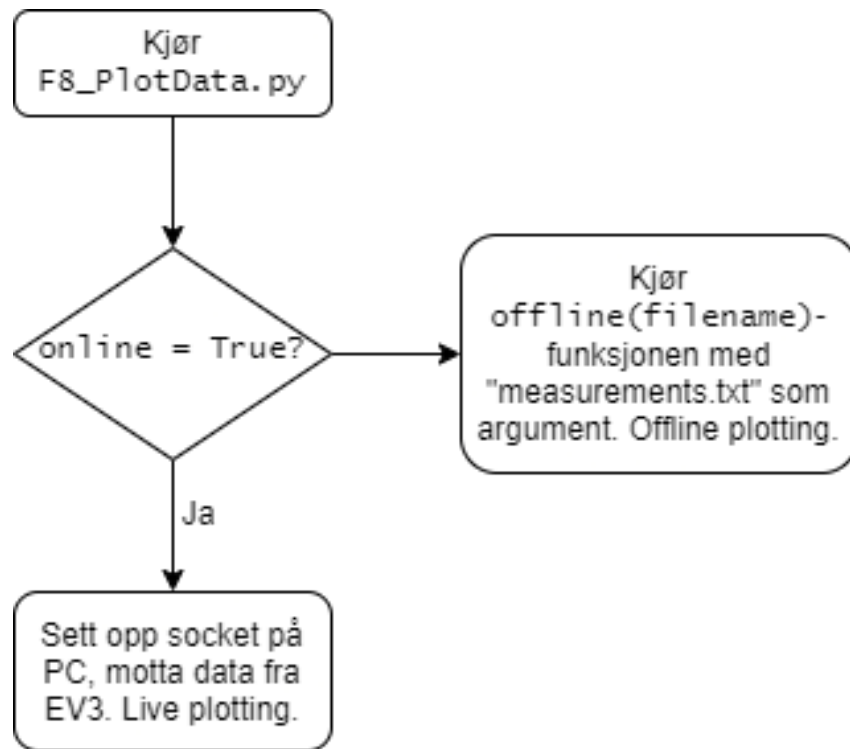 Kjør
F8_PlotData.py
online = True?
Kjør
offline(filename)-
funksjonen med
"measurements.txt" som
argument. Offline plotting.
Ja
Sett opp socket på
PC, motta data fra
EV3. Live plotting.